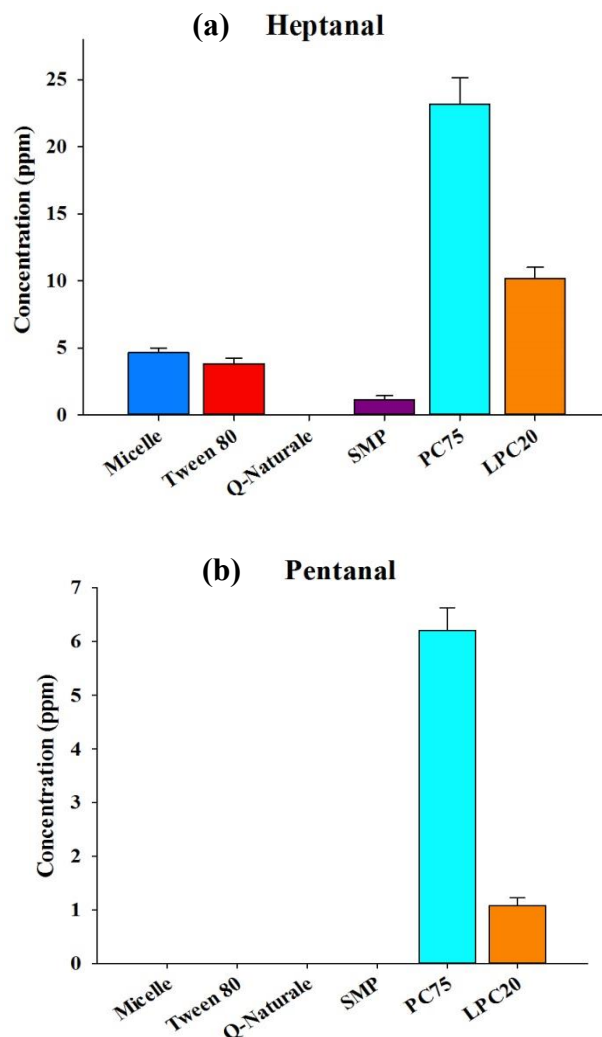 (a) Heptanal
Concentration (ppm)
25
20
15
10
5
0
Micelle
Tween 80
Q-Naturale
SMP
PC75
LPC20
(b) Pentanal
Concentration (ppm)
7
6
5
4
3
2
1
0
Micelle
Tween 80
Q-Naturale
SMP
PC75
LPC20